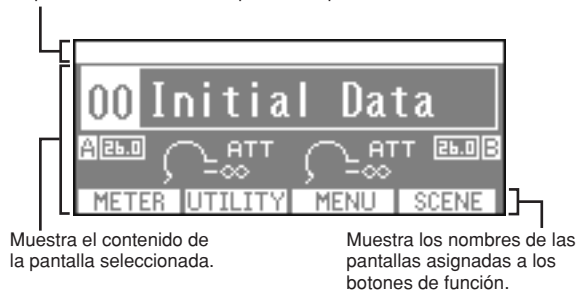 00 Initial Data
A 26.0 ATT ATT 26.0 B
-∞ -∞
METER UTILITY MENU SCENE
Muestra el contenido de
la pantalla seleccionada.
Muestra los nombres de las
pantallas asignadas a los
botones de función.